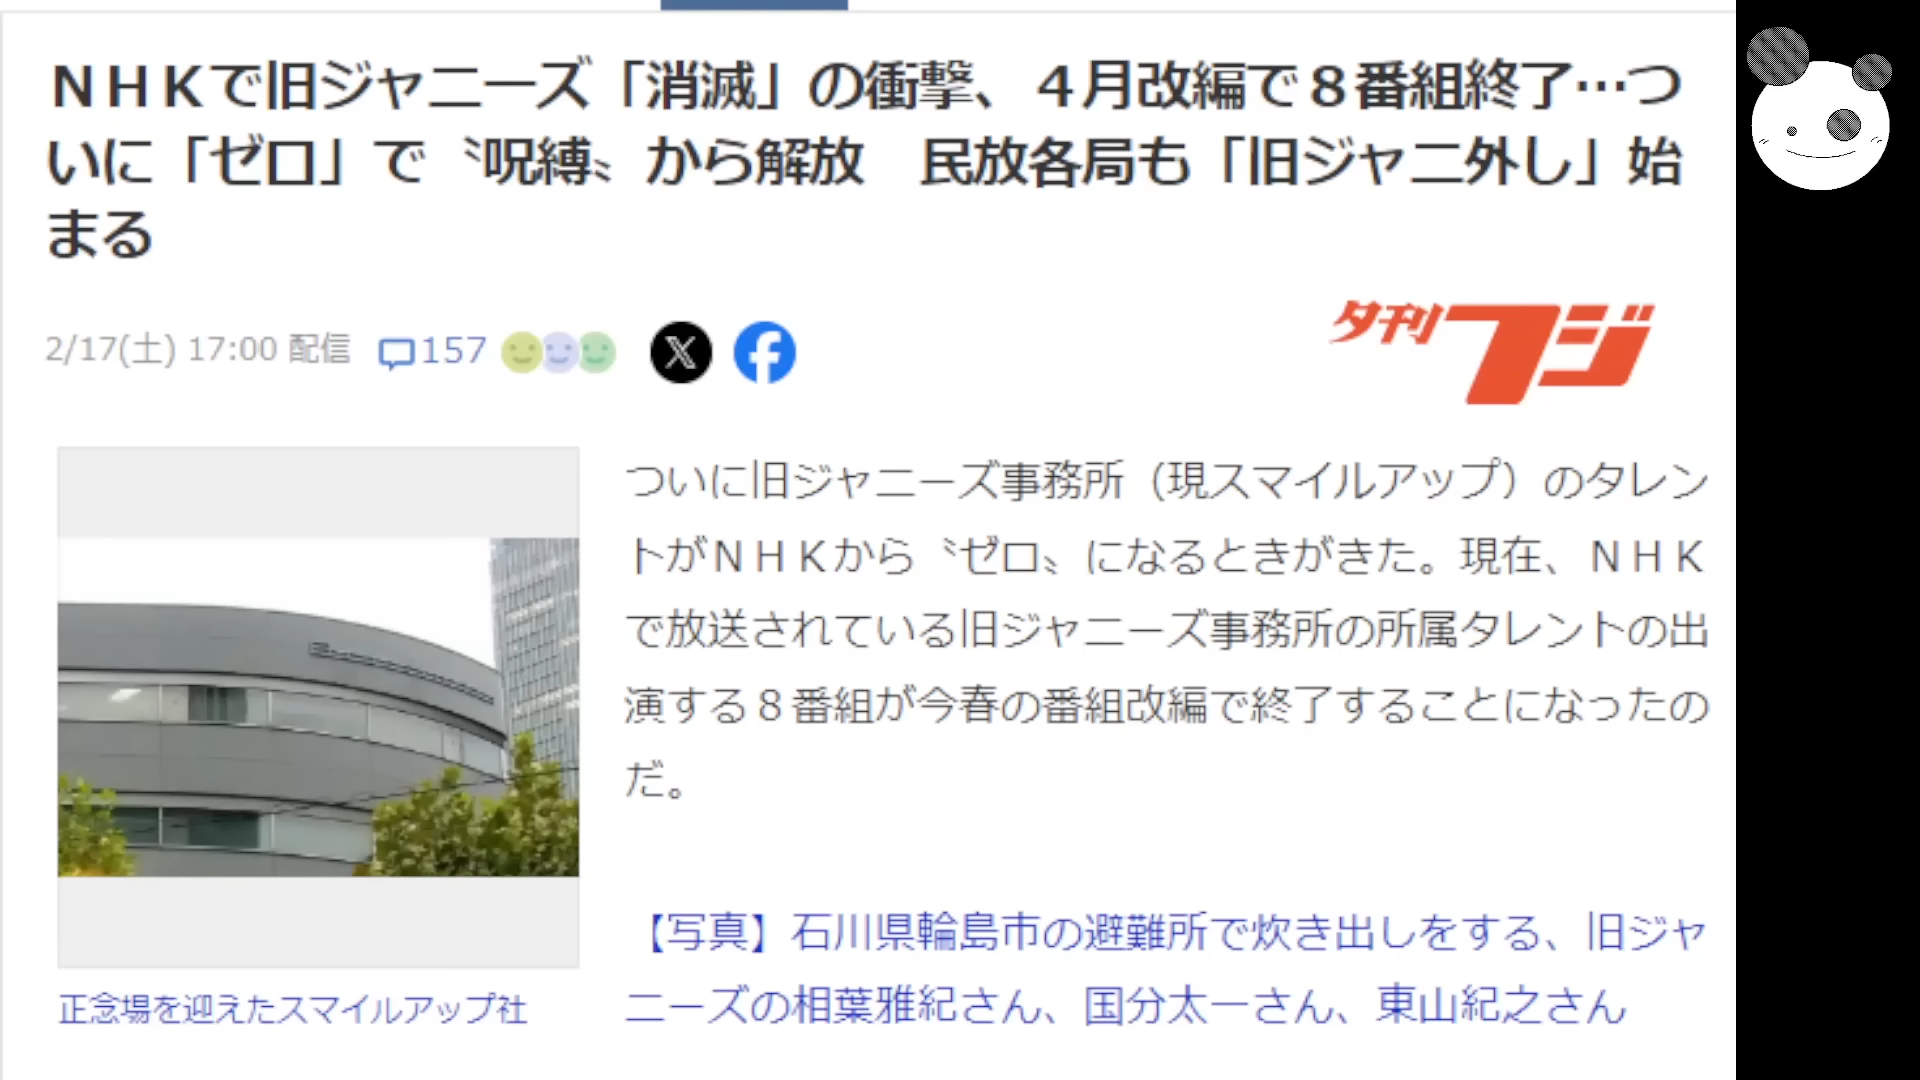 ＮＨＫで旧ジャニーズ「消滅」の衝撃、４月改編で８番組終了…つ
いに「ゼロ」で〝呪縛〟から解放　民放各局も「旧ジャニ外し」始
まる
2/17(土) 17:00 配信 157
夕刊フジ
ついに旧ジャニーズ事務所（現スマイルアップ）のタレン
トがＮＨＫから〝ゼロ〟になるときがきた。現在、ＮＨＫ
で放送されている旧ジャニーズ事務所の所属タレントの出
演する８番組が今春の番組改編で終了することになったの
だ。
【写真】石川県輪島市の避難所で炊き出しをする、旧ジャ
ニーズの相葉雅紀さん、国分太一さん、東山紀之さん
正念場を迎えたスマイルアップ社